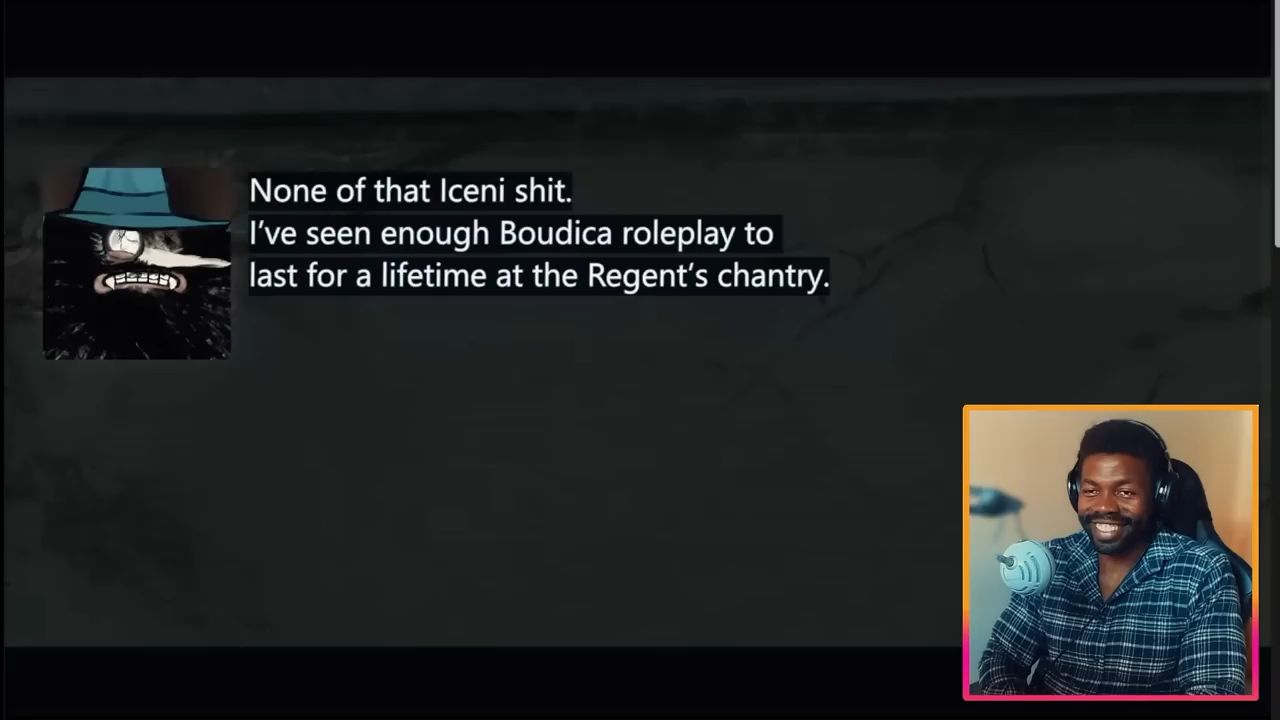 None of that Iceni shit.
I’ve seen enough Boudica roleplay to
last for a lifetime at the Regent’s chantry.